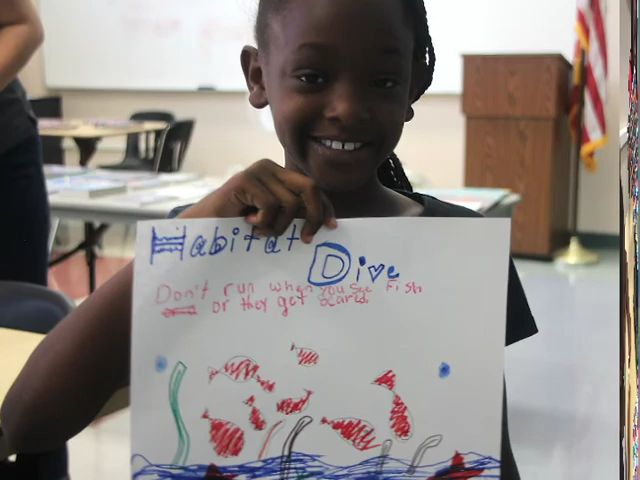 Habitat
Dive
Don't run when you see Fish
or they get scared